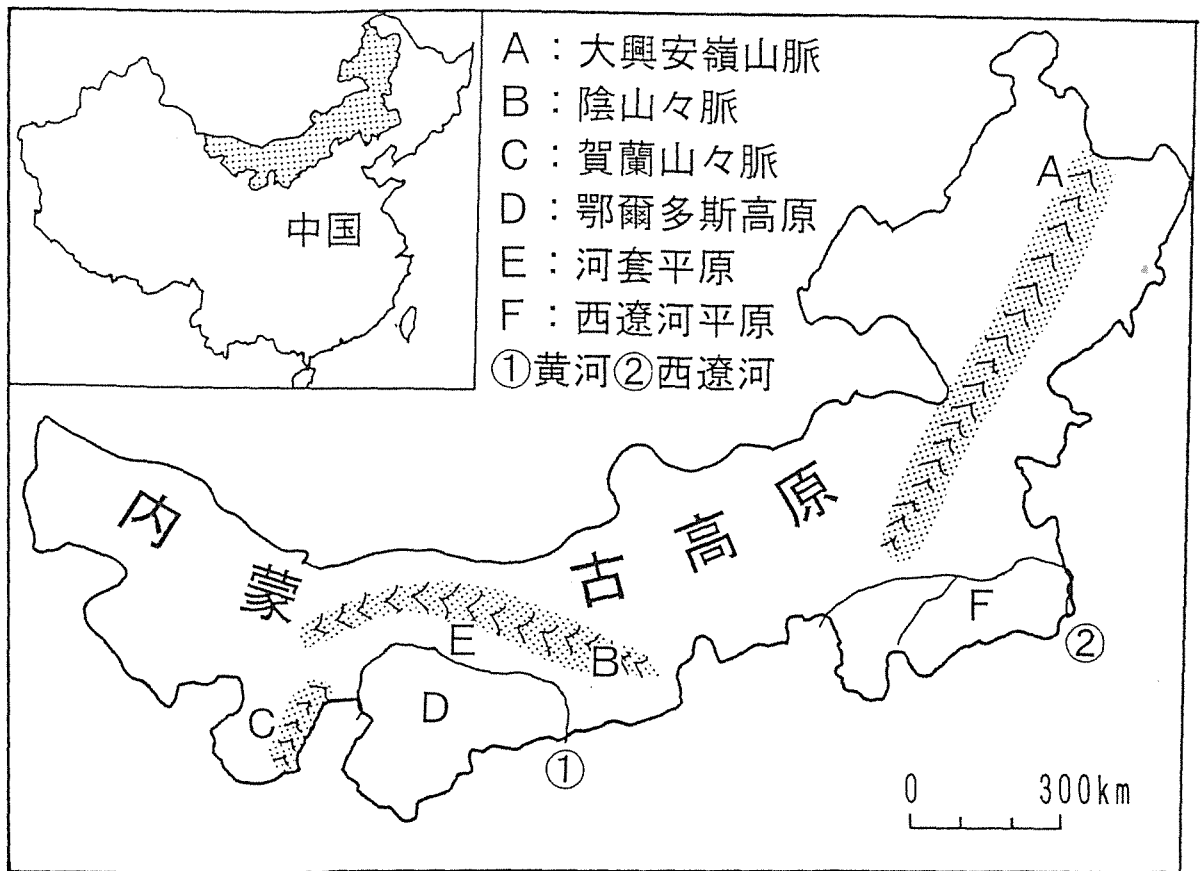 A：大興安嶺山脈
B：陰山々脈
C：賀蘭山々脈
D：鄂爾多斯高原
E：河套平原
F：西遼河平原
①黄河②西遼河
中国
A
内蒙古高原
E
B
F
②
C
D
①
0 300km